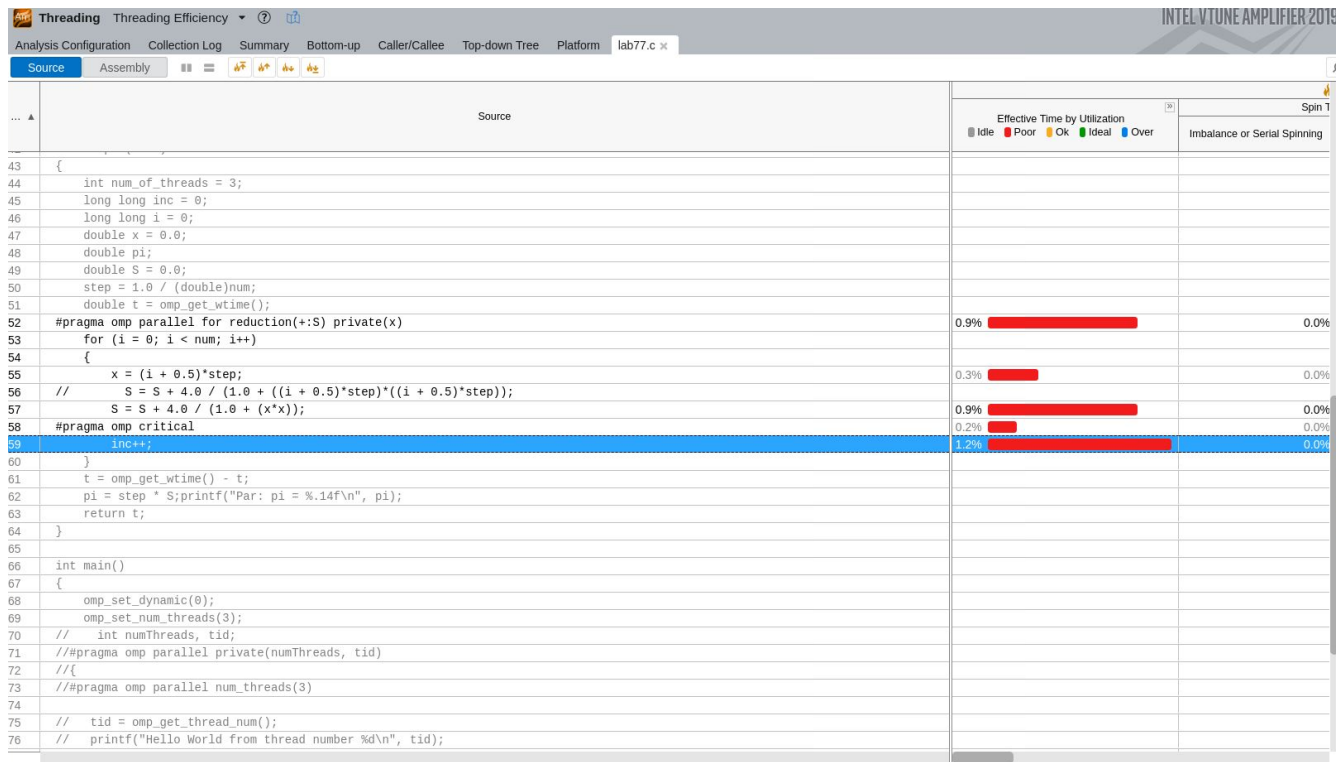 Threading Threading Efficiency
INTEL VTUNE AMPLIFIER 2019
Analysis Configuration Collection Log Summary Bottom-up Caller/Callee Top-down Tree Platform lab77.c
Source Assembly
... Source
Spin T
Effective Time by Utilization
Idle Poor Ok Ideal Over
Imbalance or Serial Spinning
43 {
44 int num_of_threads = 3;
45 long long inc = 0;
46 long long i = 0;
47 double x = 0.0;
48 double pi;
49 double S = 0.0;
50 step = 1.0 / (double)num;
51 double t = omp_get_wtime();
52 #pragma omp parallel for reduction(+:S) private(x) 0.9% 0.0%
53 for (i = 0; i < num; i++)
54 {
55 x = (i + 0.5)*step; 0.3% 0.0%
56 // S = S + 4.0 / (1.0 + ((i + 0.5)*step)*((i + 0.5)*step));
57 S = S + 4.0 / (1.0 + (x*x)); 0.9% 0.0%
58 #pragma omp critical 0.2% 0.0%
59 inc++; 1.2% 0.0%
60 }
61 t = omp_get_wtime() - t;
62 pi = step * S;printf("Par: pi = %.14f\n", pi);
63 return t;
64 }
65
66 int main()
67 {
68 omp_set_dynamic(0);
69 omp_set_num_threads(3);
70 // int numThreads, tid;
71 //#pragma omp parallel private(numThreads, tid)
72 //{
73 //#pragma omp parallel num_threads(3)
74
75 // tid = omp_get_thread_num();
76 // printf("Hello World from thread number %d\n", tid);